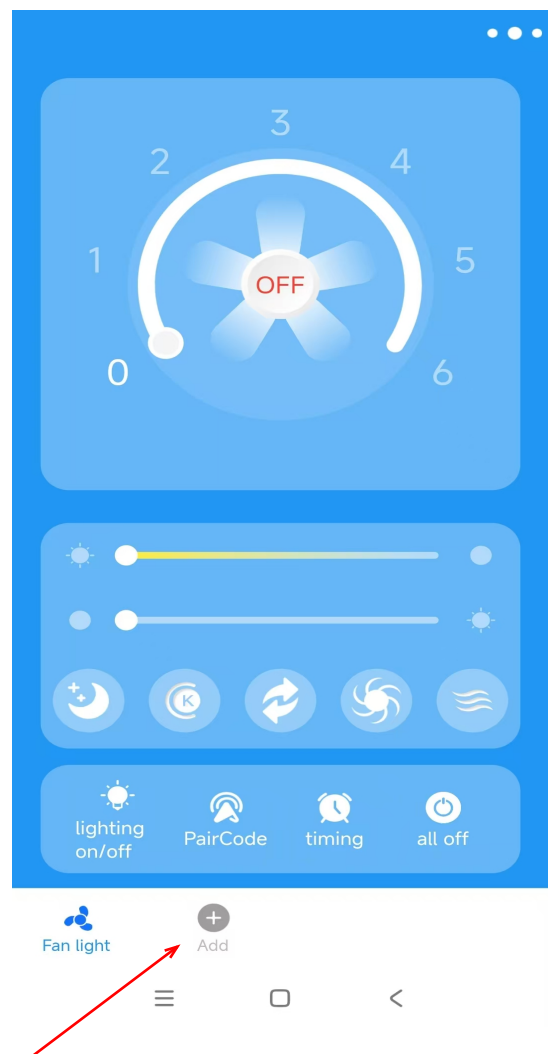 3
2
4
1
5
OFF
0
6
K
lighting
on/off
PairCode
timing
all off
Fan light
Add